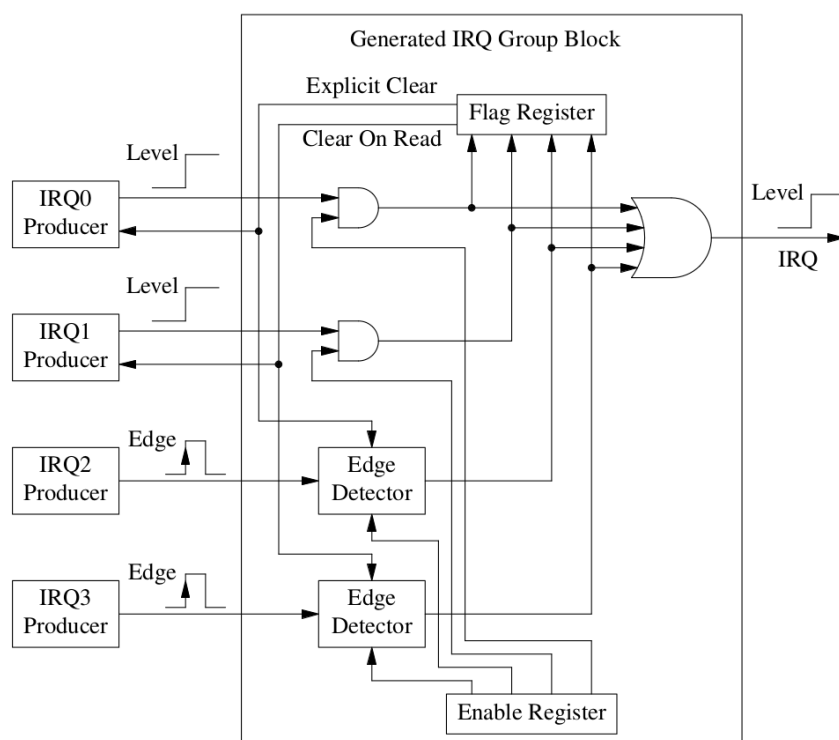 Generated IRQ Group Block
Explicit Clear
Flag Register
Clear On Read
Level
IRQ0
Producer
Level
IRQ
Level
IRQ1
Producer
Edge
IRQ2
Producer
Edge
Detector
Edge
IRQ3
Producer
Edge
Detector
Enable Register